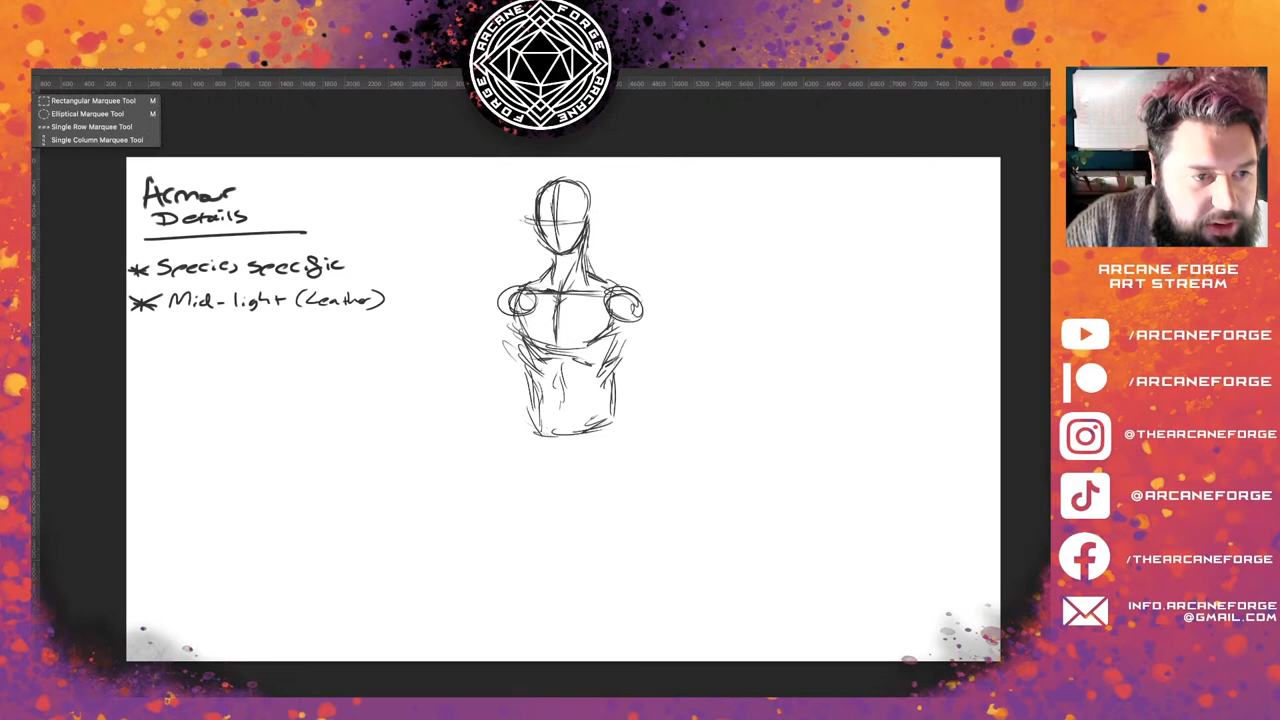 ARCANE FORGE
FORGE ARCANE
Rectangular Marquee Tool M
Elliptical Marquee Tool M
Single Row Marquee Tool
Single Column Marquee Tool
Armor
Details
* Species specific
* Mid-light (Leather)
ARCANE FORGE
ART STREAM
/ARCANEFORGE
/ARCANEFORGE
@THEARCANEFORGE
@ARCANEFORGE
/THEARCANEFORGE
INFO.ARCANEFORGE
@GMAIL.COM